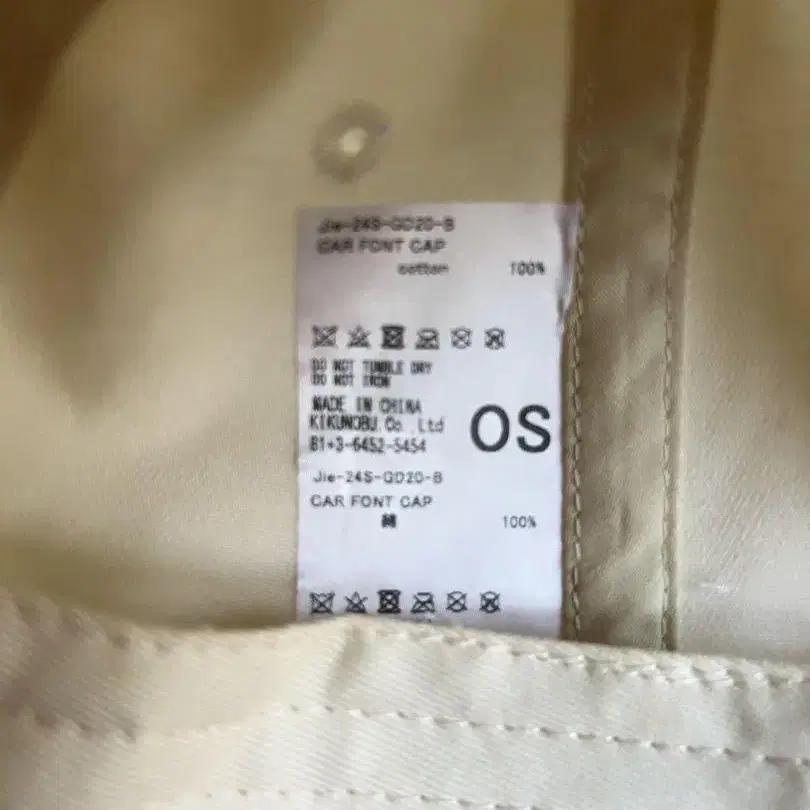 Jie-24S-GD20-B
CAR FONT CAP
cotton 100%
DO NOT TUMBLE DRY
DO NOT IRON
MADE IN CHINA
KIKUNOBU.Co.,Ltd
81+3-6452-5454
OS
Jie-24S-GD20-B
CAR FONT CAP
100%